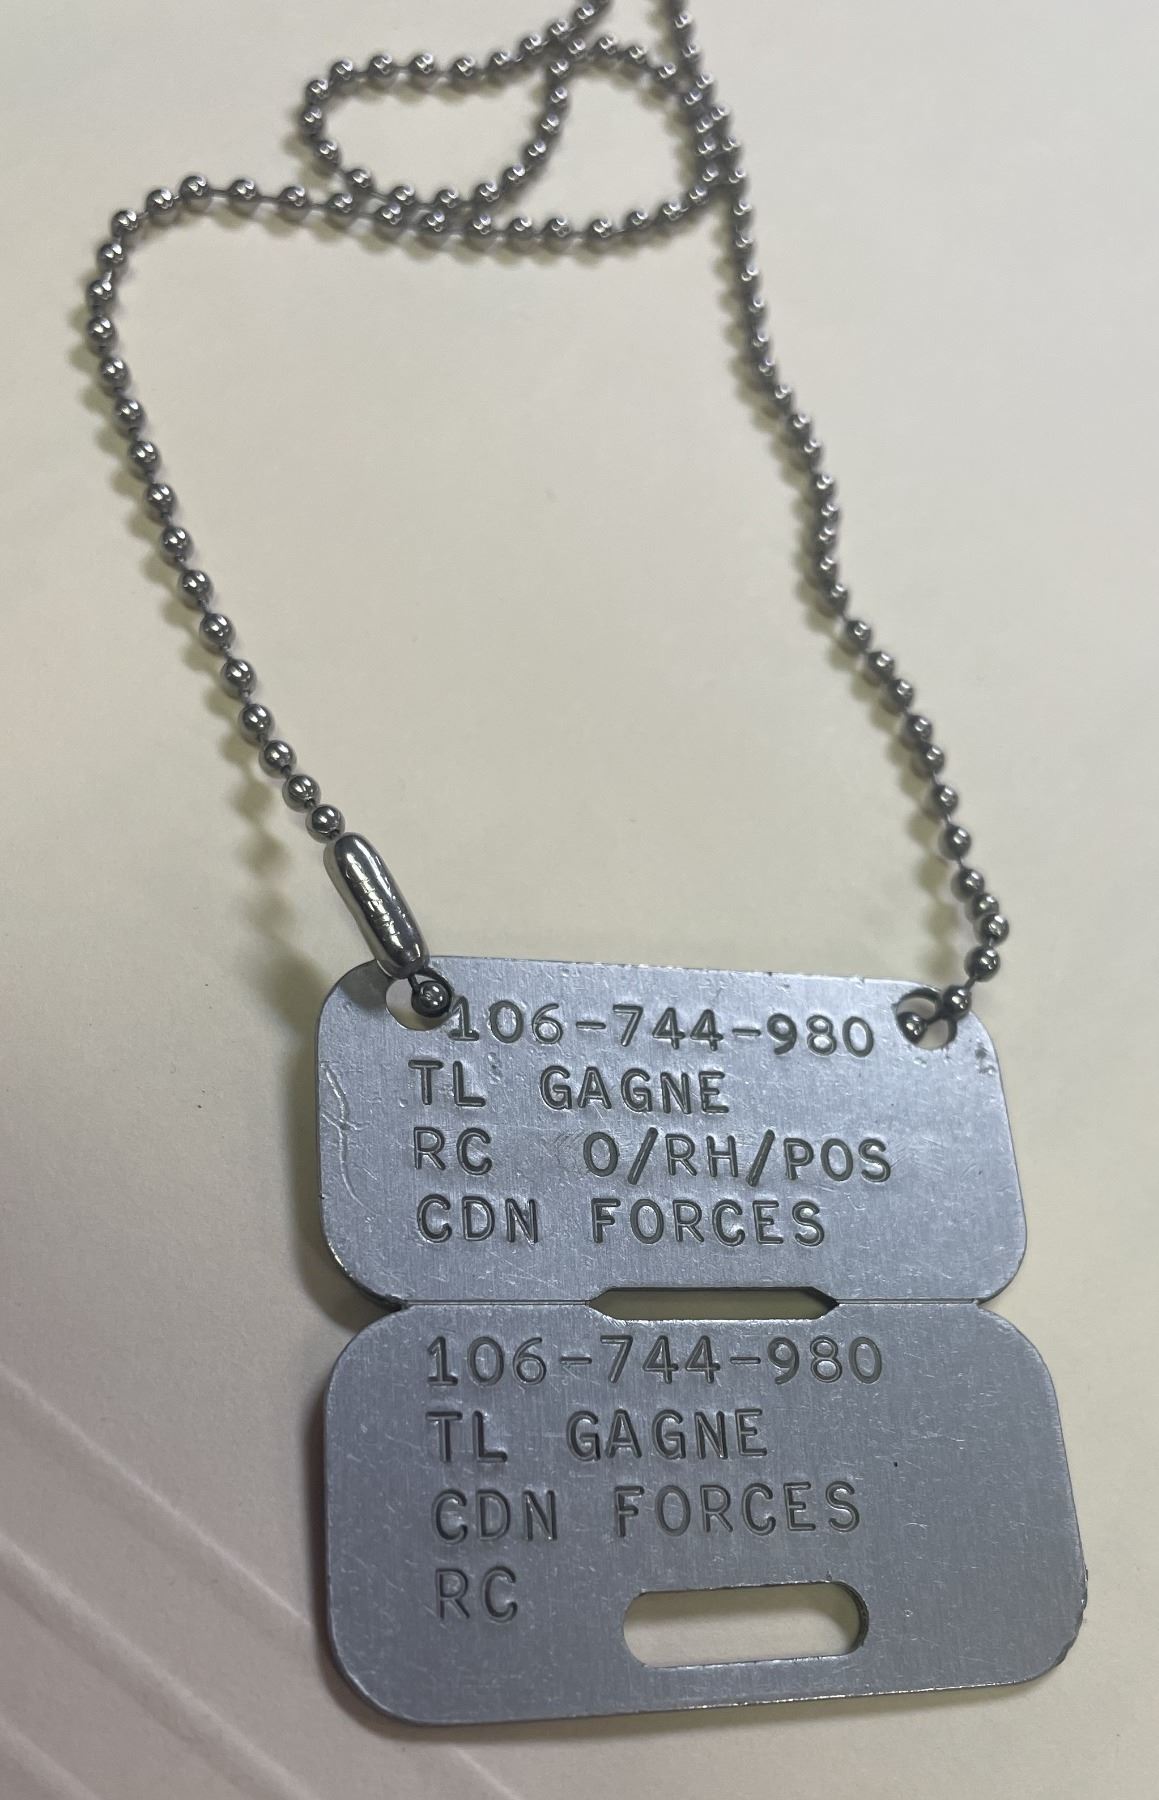 106-744-980
TL GAGNE
RC O/RH/POS
CDN FORCES
106-744-980
TL GAGNE
CDN FORCES
RC